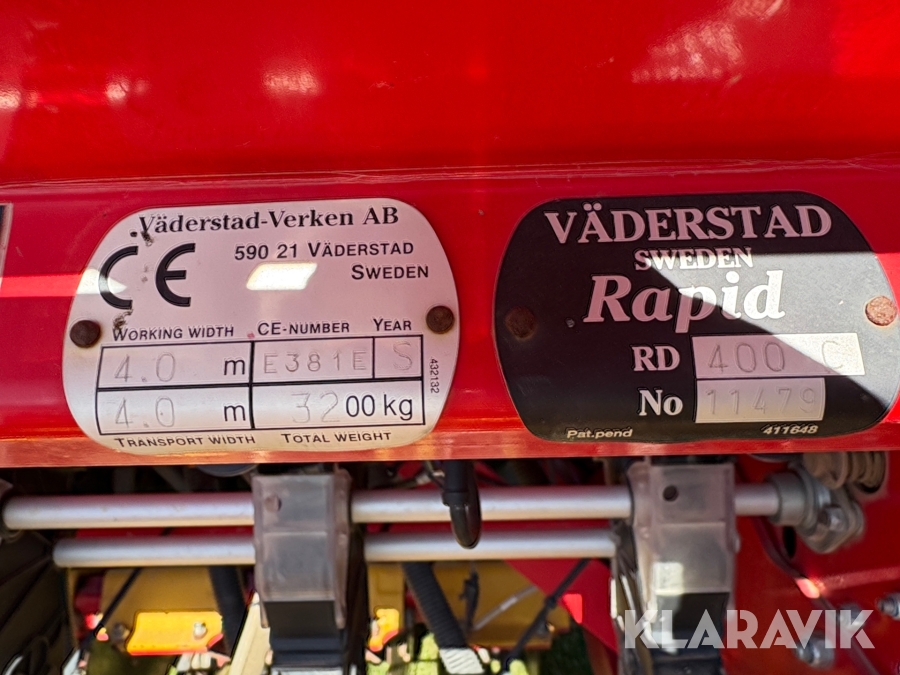 Väderstad-Verken AB
CE
590 21 VÄDERSTAD
SWEDEN
WORKING WIDTH CE-NUMBER YEAR
4.0 m E381E S
4.0 m 3200 kg
TRANSPORT WIDTH TOTAL WEIGHT
432132
VÄDERSTAD
SWEDEN
Rapid
RD 400 C
No 11479
Pat.pend 411648
KLARAVIK